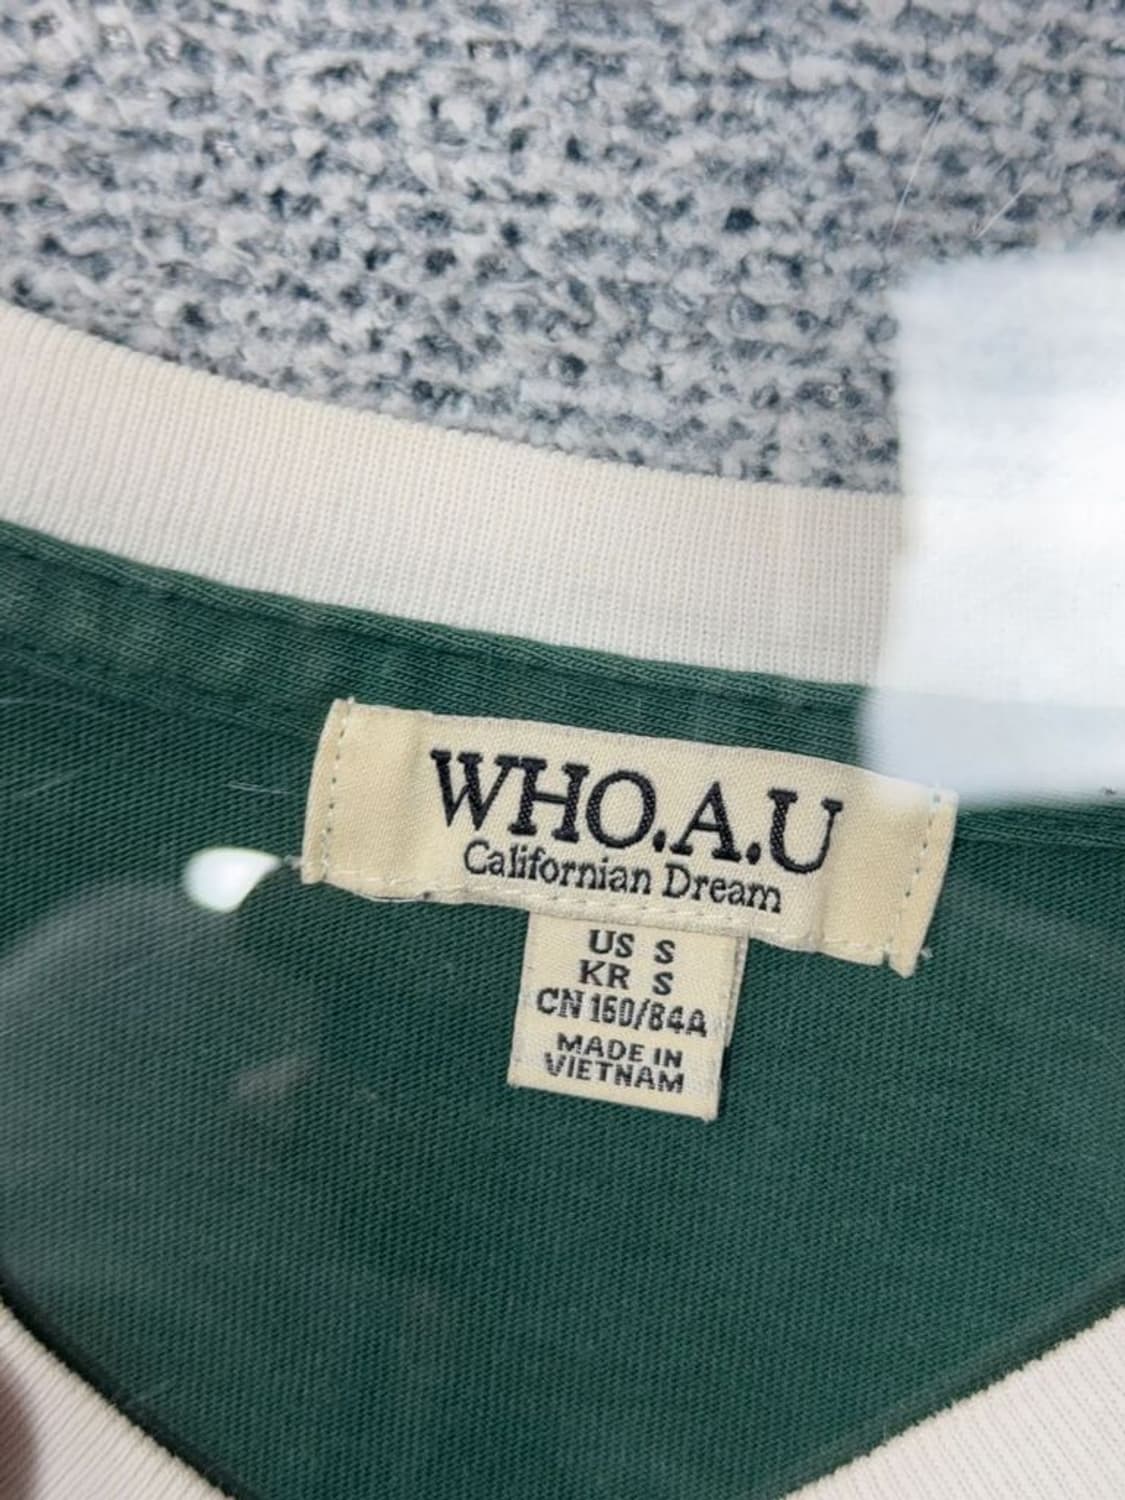 WHO.A.U
Californian Dream
US S
KR S
CN 160/84A
MADE IN
VIETNAM